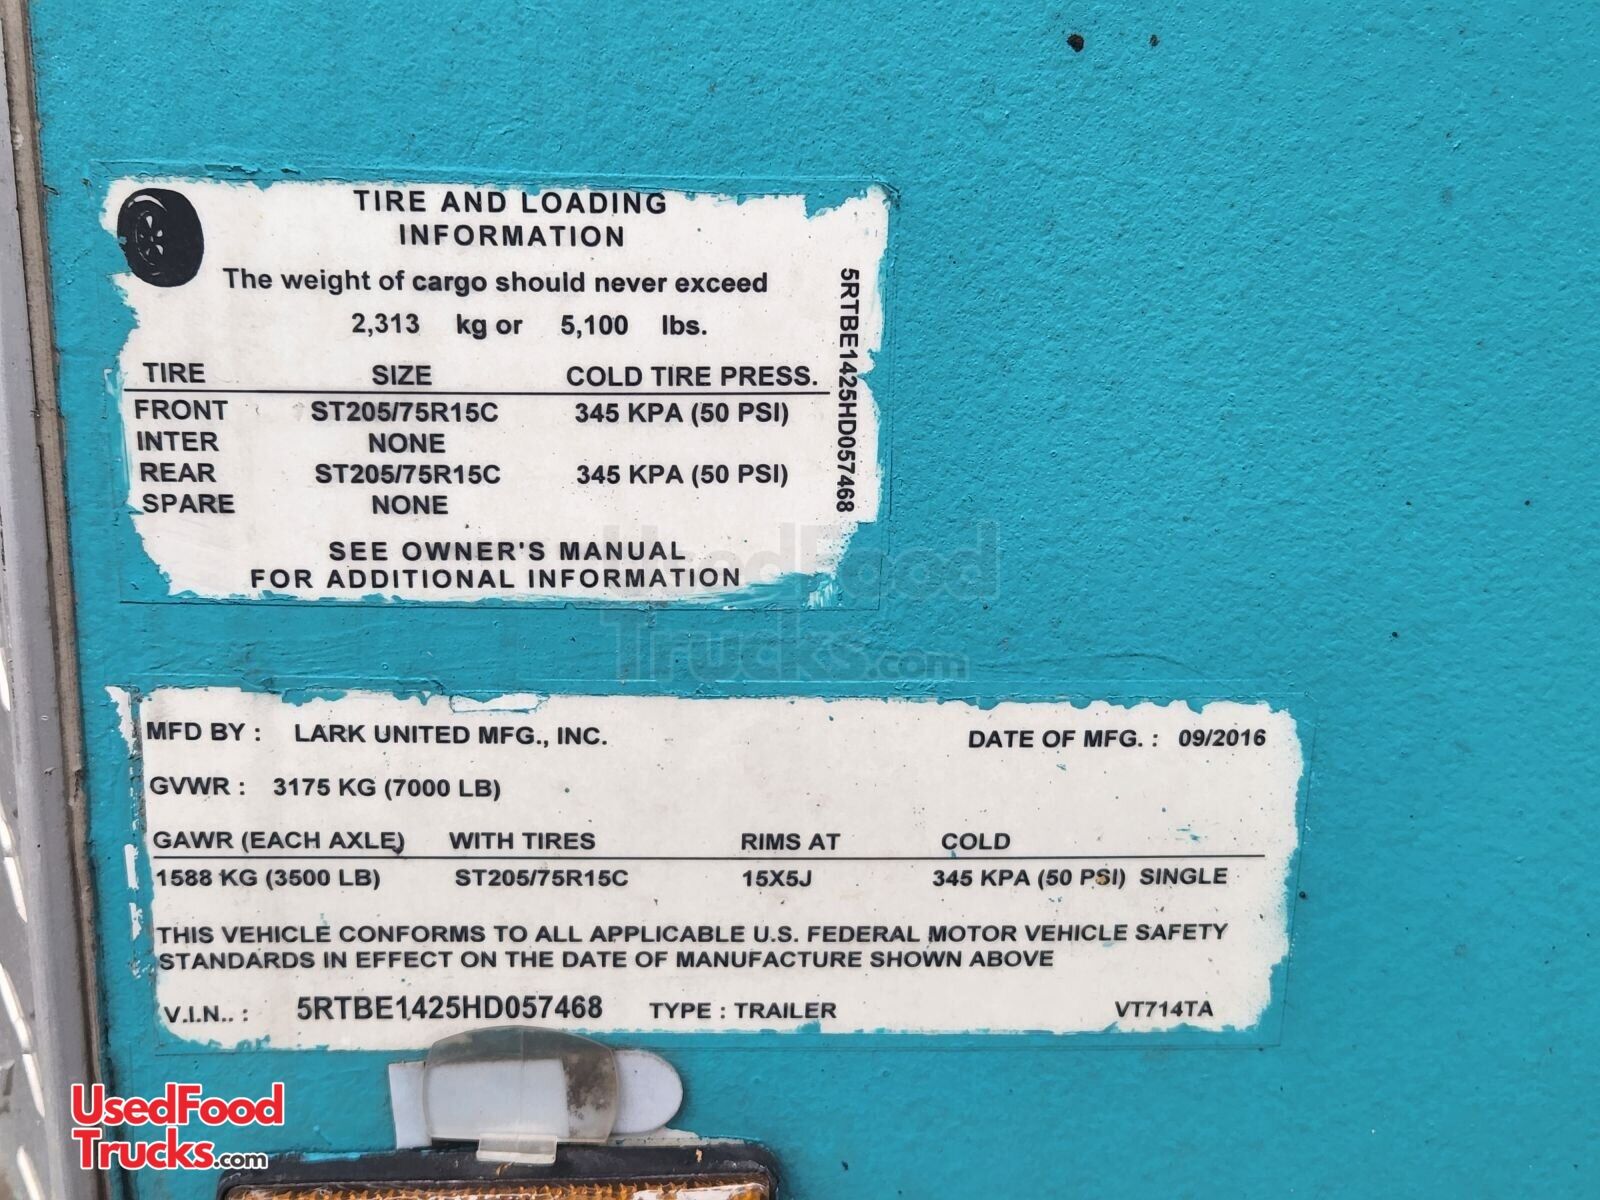 TIRE AND LOADING
INFORMATION
The weight of cargo should never exceed
2,313 kg or 5,100 lbs.
TIRE SIZE COLD TIRE PRESS.
FRONT ST205/75R15C 345 KPA (50 PSI)
INTER NONE
REAR ST205/75R15C 345 KPA (50 PSI)
SPARE NONE
SEE OWNER'S MANUAL
FOR ADDITIONAL INFORMATION
5RTBE1425HD057468
UsedFood
Trucks.com
MFD BY : LARK UNITED MFG., INC. DATE OF MFG. : 09/2016
GVWR : 3175 KG (7000 LB)
GAWR (EACH AXLE) WITH TIRES RIMS AT COLD
1588 KG (3500 LB) ST205/75R15C 15X5J 345 KPA (50 PSI) SINGLE
THIS VEHICLE CONFORMS TO ALL APPLICABLE U.S. FEDERAL MOTOR VEHICLE SAFETY
STANDARDS IN EFFECT ON THE DATE OF MANUFACTURE SHOWN ABOVE
V.I.N.. : 5RTBE1425HD057468 TYPE : TRAILER VT714TA
UsedFood
Trucks.com